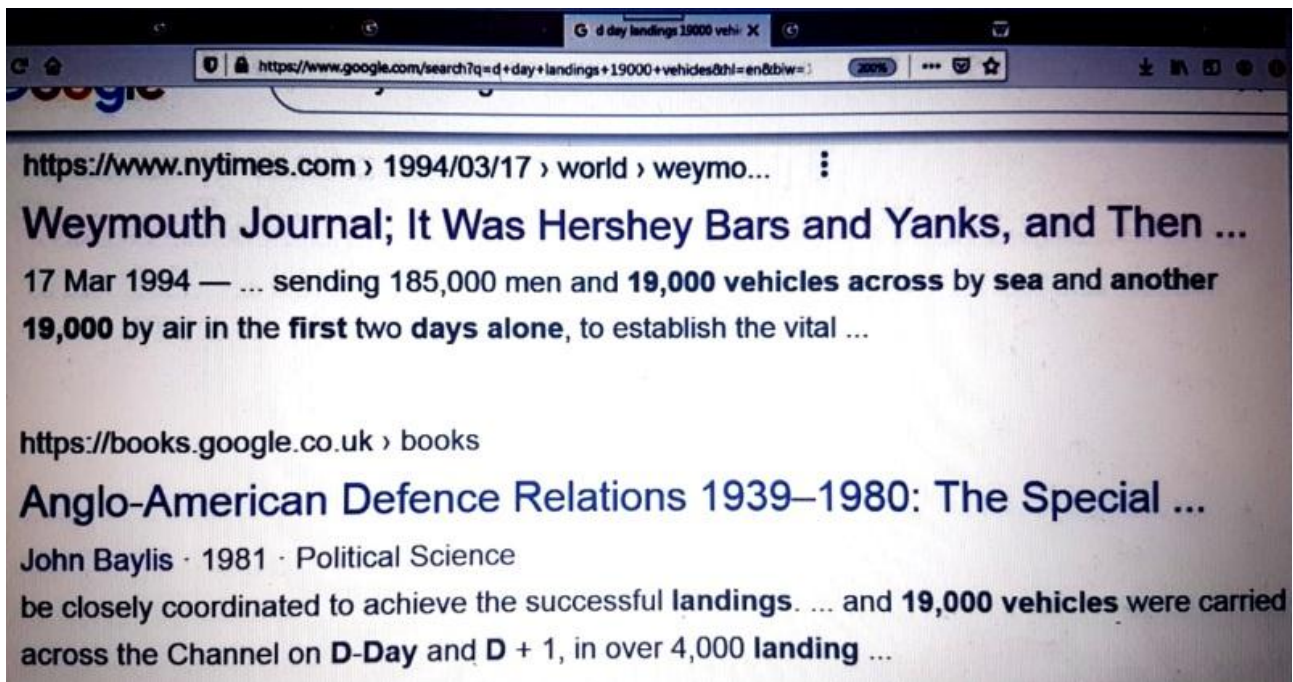 G d day landings 19000 vehi
https://www.google.com/search?q=d+day+landings+19000+vehicles&hl=en&biw=
200%
https://www.nytimes.com › 1994/03/17 › world › weymo...
Weymouth Journal; It Was Hershey Bars and Yanks, and Then ...
17 Mar 1994 — ... sending 185,000 men and 19,000 vehicles across by sea and another
19,000 by air in the first two days alone, to establish the vital ...
https://books.google.co.uk › books
Anglo-American Defence Relations 1939–1980: The Special ...
John Baylis · 1981 · Political Science
be closely coordinated to achieve the successful landings. ... and 19,000 vehicles were carried
across the Channel on D-Day and D + 1, in over 4,000 landing ...